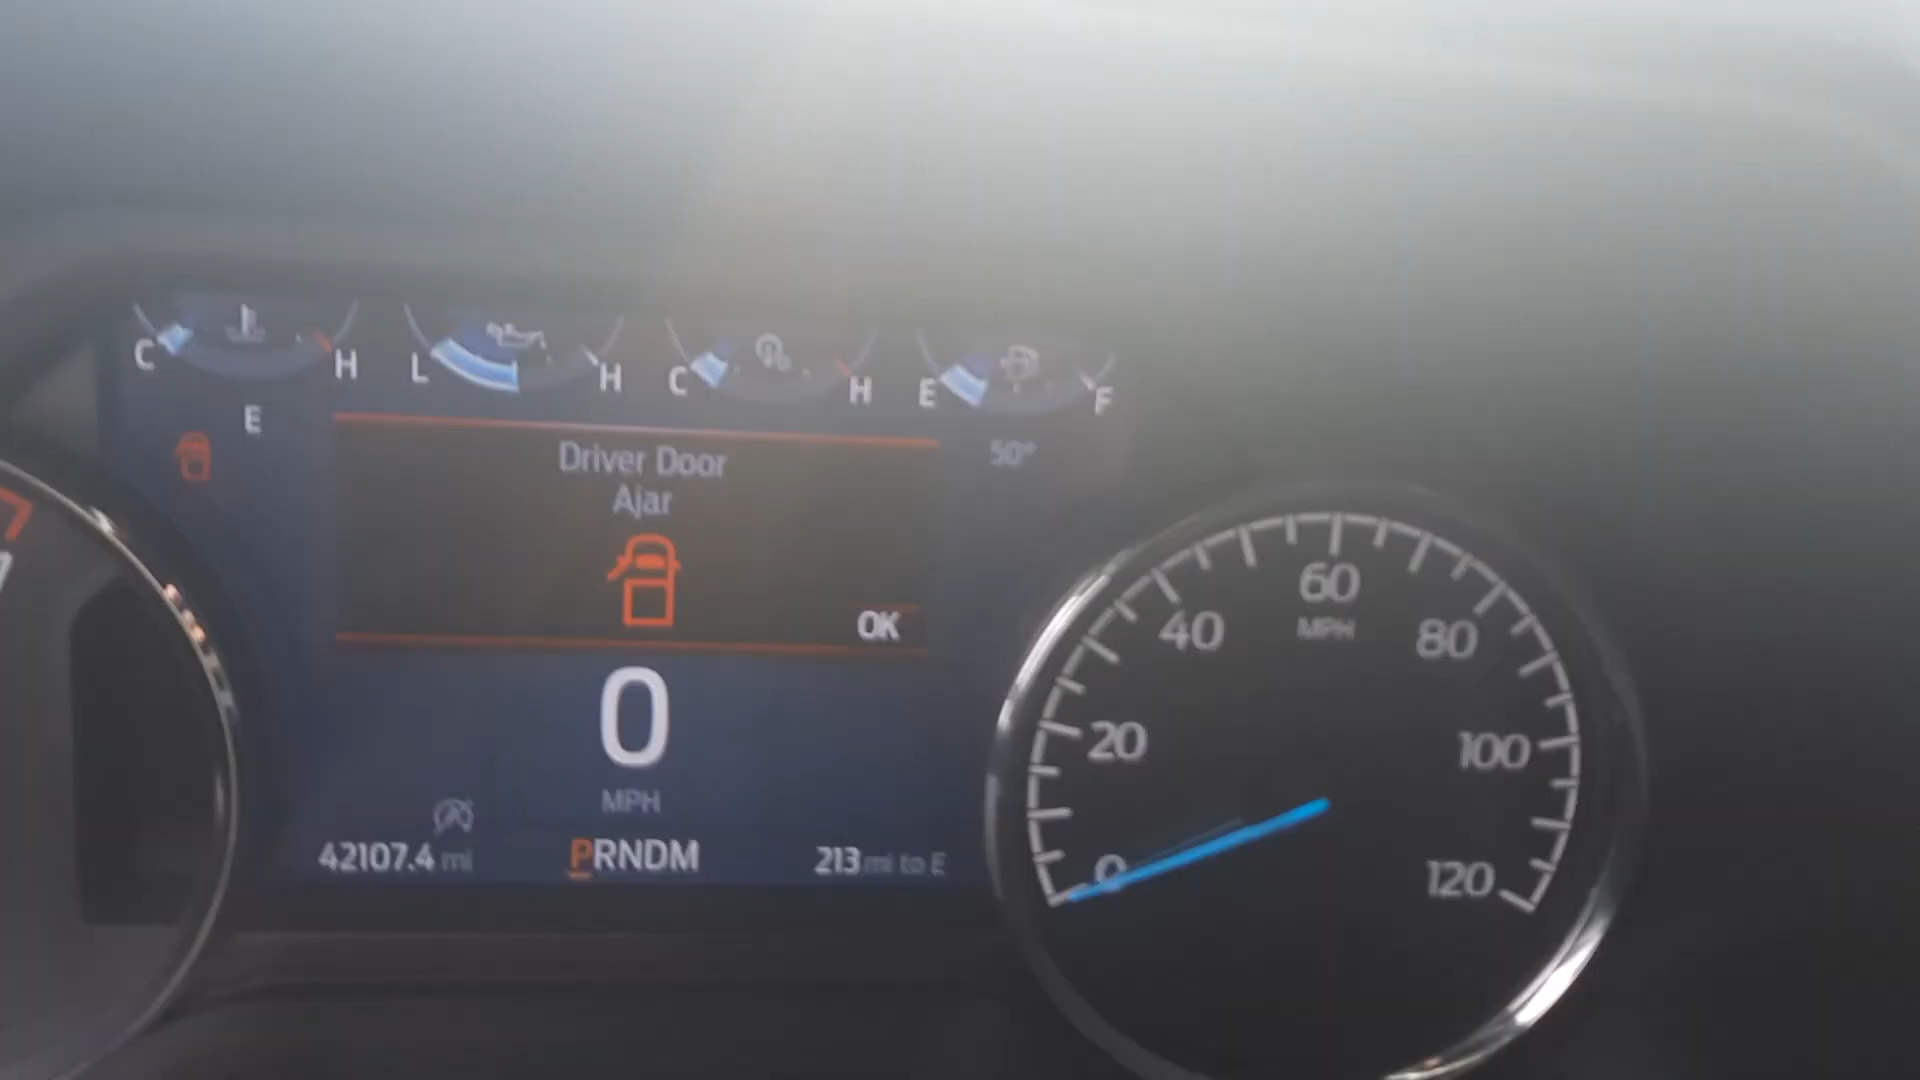 C H L H C H E F
E
50°
Driver Door
Ajar
OK
0
MPH
42107.4 mi
PRNDM
213 mi to E
0 20 40 60 80 100 120
MPH